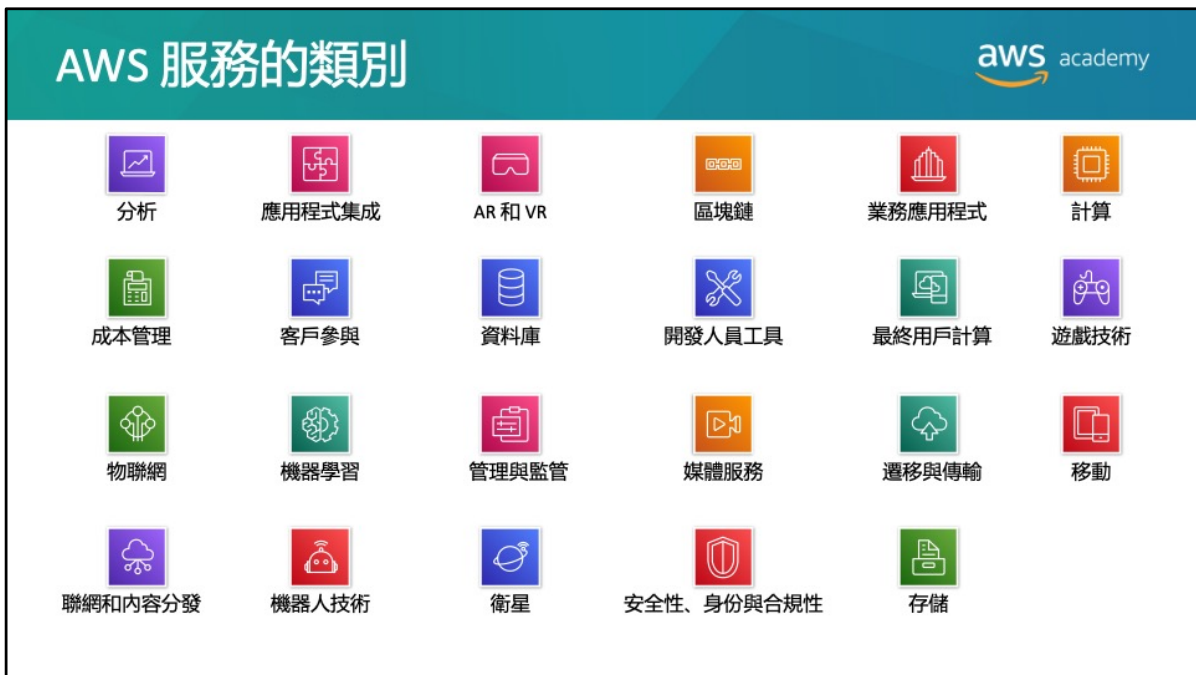 AWS 服務的類別
aws academy
分析
應用程式集成
AR 和 VR
區塊鏈
業務應用程式
計算
成本管理
客戶參與
資料庫
開發人員工具
最終用戶計算
遊戲技術
物聯網
機器學習
管理與監管
媒體服務
遷移與傳輸
移動
聯網和內容分發
機器人技術
衛星
安全性、身份與合規性
存儲